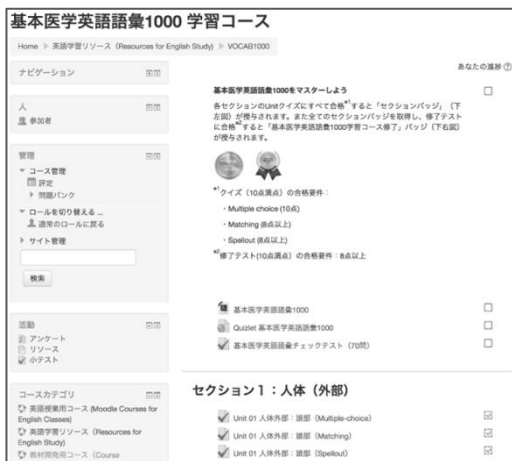 基本医学英語語彙1000 学習コース
Home ▶ 英語学習リソース（Resources for English Study) ▶ VOCAB1000
ナビゲーション
人
参加者
管理
コース管理
評定
問題バンク
ロールを切り替える ...
通常のロールに戻る
サイト管理
検索
活動
アンケート
リソース
小テスト
コースカテゴリ
英語授業用コース (Moodle Courses for
English Classes)
英語学習リソース（Resources for
English Study)
教材開発用コース（Course
あなたの進捗
基本医学英語語彙1000をマスターしよう
各セクションのUnitクイズにすべて合格*1すると「セクションバッジ」（下
左図）が授与されます。また全てのセクションバッジを取得し、修了テスト
に合格*2すると「基本医学英語語彙1000学習コース修了」バッジ（下右図）
が授与されます。
*1クイズ（10点満点）の合格要件：
・Multiple choice (10点)
・Matching (8点以上)
・Spellout (8点以上)
*2修了テスト(10点満点）の合格要件：8点以上
基本医学英語語彙1000
Quizlet 基本医学英語語彙1000
基本医学英語語彙チェックテスト（70問）
セクション1：人体（外部）
Unit 01 人体外部：頭部（Multiple-choice）
Unit 01 人体外部：頭部（Matching）
Unit 01 人体外部：頭部（Spellout）